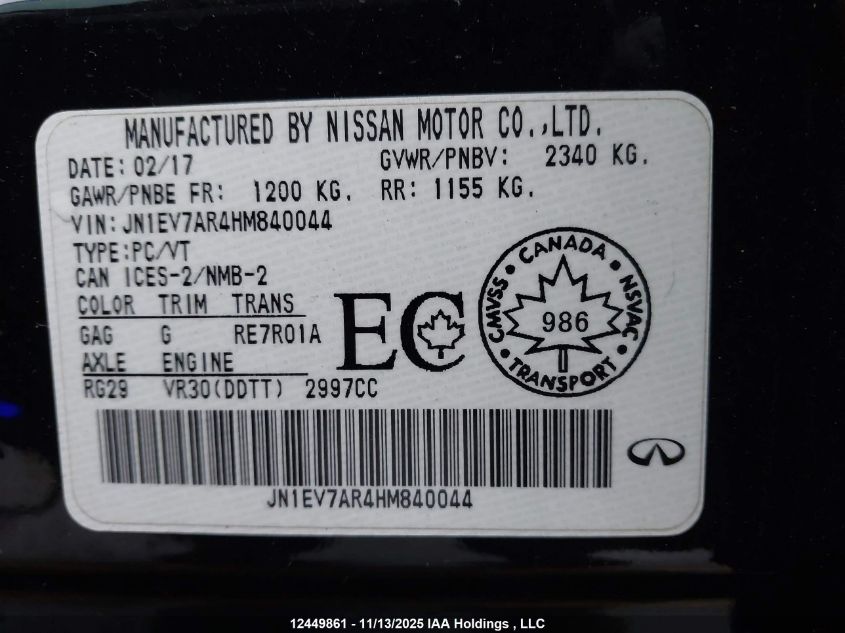 MANUFACTURED BY NISSAN MOTOR CO.,LTD.
DATE: 02/17 GVWR/PNBV: 2340 KG.
GAWR/PNBE FR: 1200 KG. RR: 1155 KG.
VIN:JN1EV7AR4HM840044
TYPE:PC/VT
CAN ICES-2/NMB-2
COLOR TRIM TRANS
GAG G RE7R01A
AXLE ENGINE
RG29 VR30(DDTT) 2997CC
EC
CANADA
CMVSS
986
NSVAC
TRANSPORT
JN1EV7AR4HM840044
12449861 - 11/13/2025 IAA Holdings , LLC